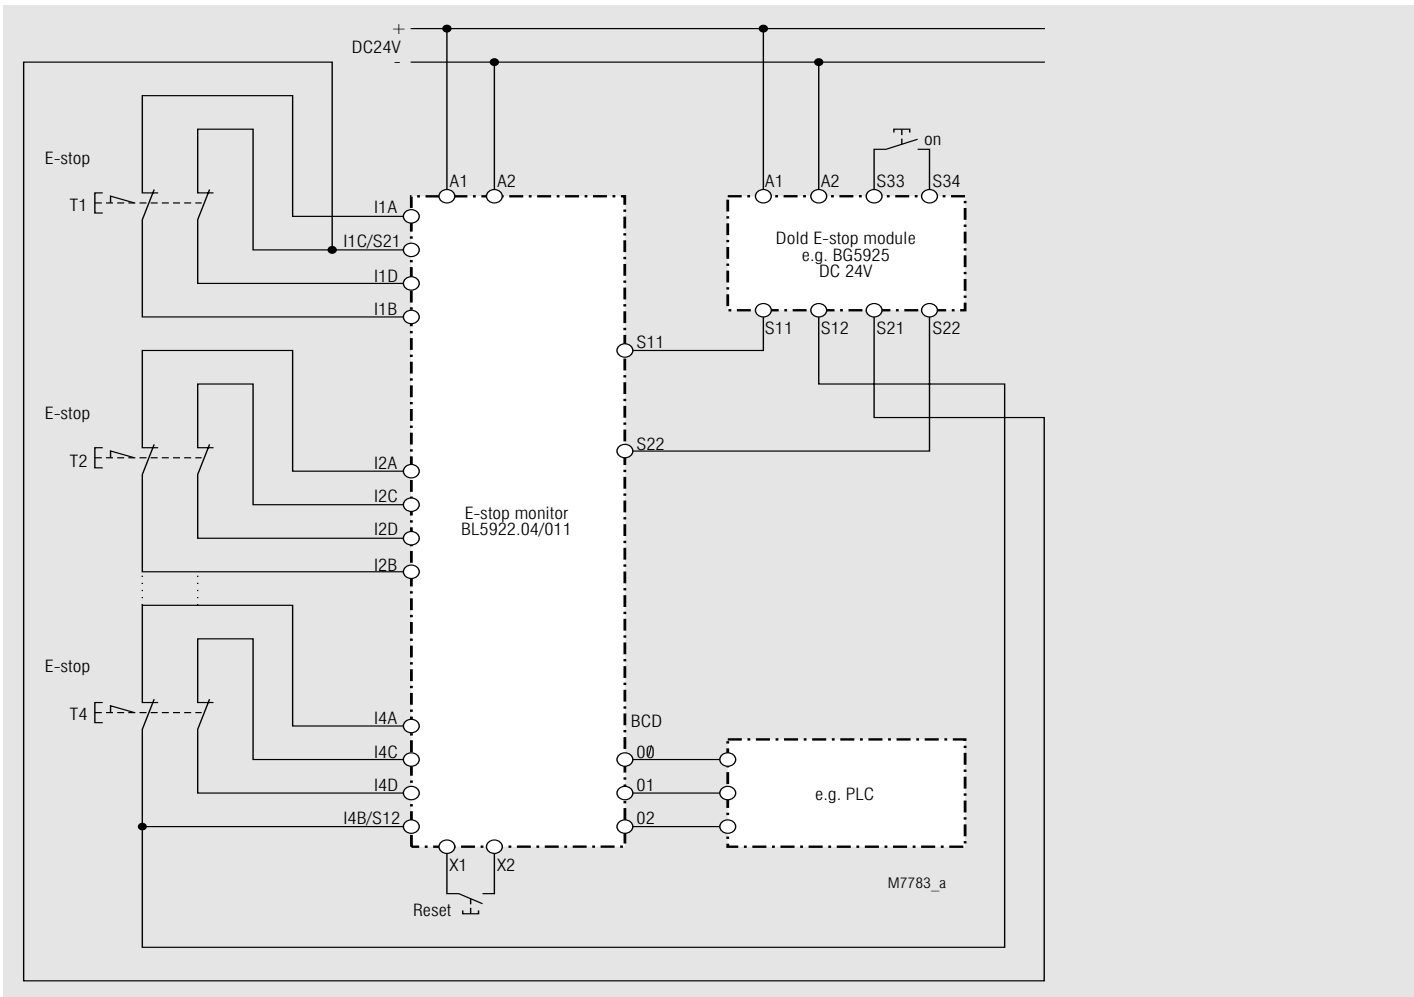 +
DC24V
-
on
E-stop
T1
A1
A2
A1
A2
S33
S34
I1A
I1C/S21
I1D
I1B
Dold E-stop module
e.g. BG5925
DC 24V
S11
S12
S21
S22
S11
E-stop
T2
S22
I2A
I2C
I2D
I2B
E-stop monitor
BL5922.04/011
E-stop
T4
I4A
I4C
I4D
I4B/S12
BCD
00
01
02
e.g. PLC
X1
X2
Reset
M7783_a